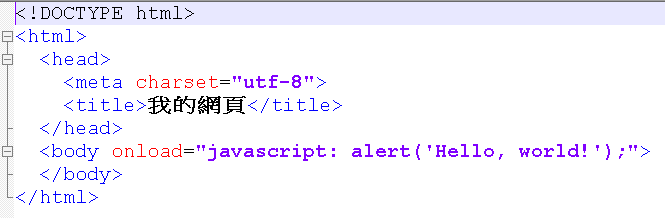 <!DOCTYPE html>
<html>
<head>
<meta charset="utf-8">
<title>我的網頁</title>
</head>
<body onload="javascript: alert('Hello, world!');">
</body>
</html>